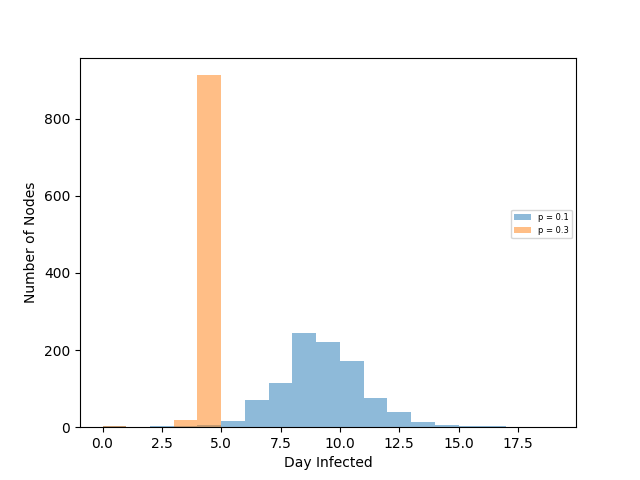 800
600
400
200
0
Number of Nodes
p = 0.1
p = 0.3
0.0 2.5 5.0 7.5 10.0 12.5 15.0 17.5
Day Infected